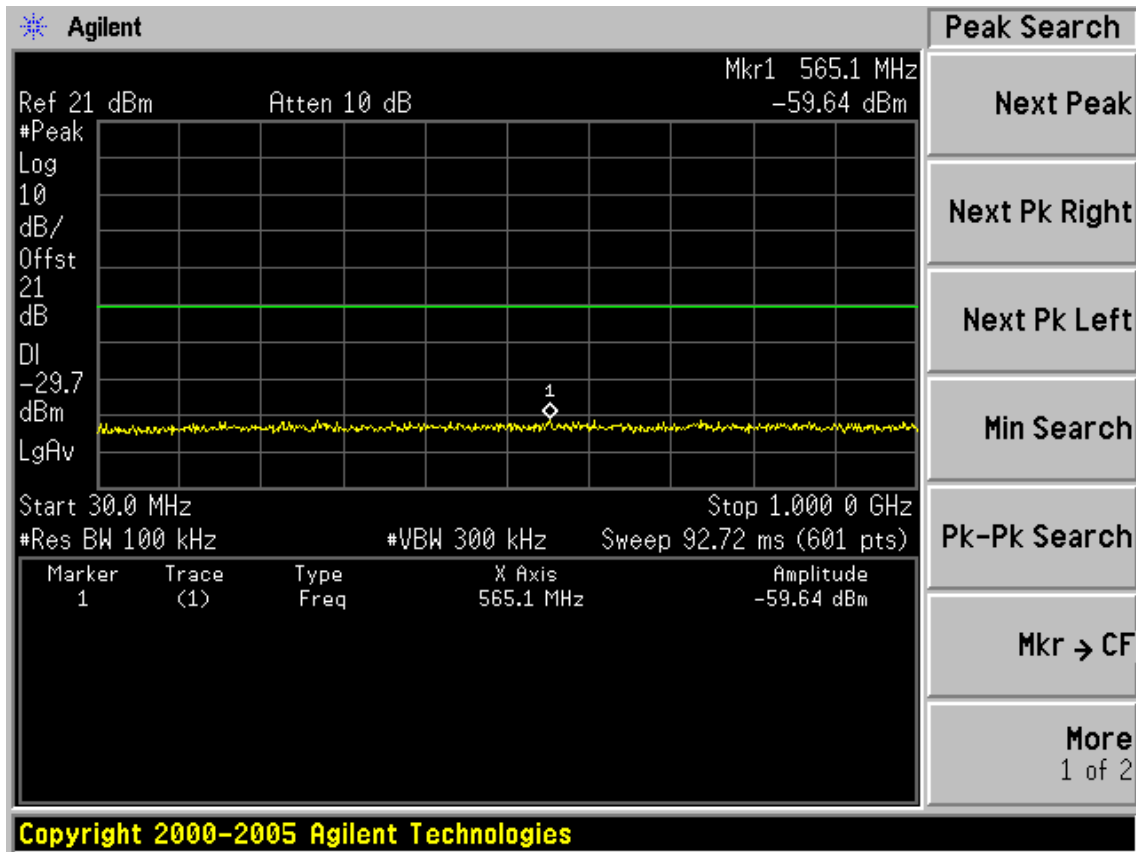 Agilent
Peak Search
Mkr1 565.1 MHz
Ref 21 dBm Atten 10 dB -59.64 dBm
#Peak
Log
10
dB/
Offst
21
dB
DI
-29.7
dBm
LgAv
1
Start 30.0 MHz Stop 1.000 0 GHz
#Res BW 100 kHz #VBW 300 kHz Sweep 92.72 ms (601 pts)
Marker Trace Type X Axis Amplitude
1 (1) Freq 565.1 MHz -59.64 dBm
Next Peak
Next Pk Right
Next Pk Left
Min Search
Pk-Pk Search
Mkr → CF
More
1 of 2
Copyright 2000-2005 Agilent Technologies